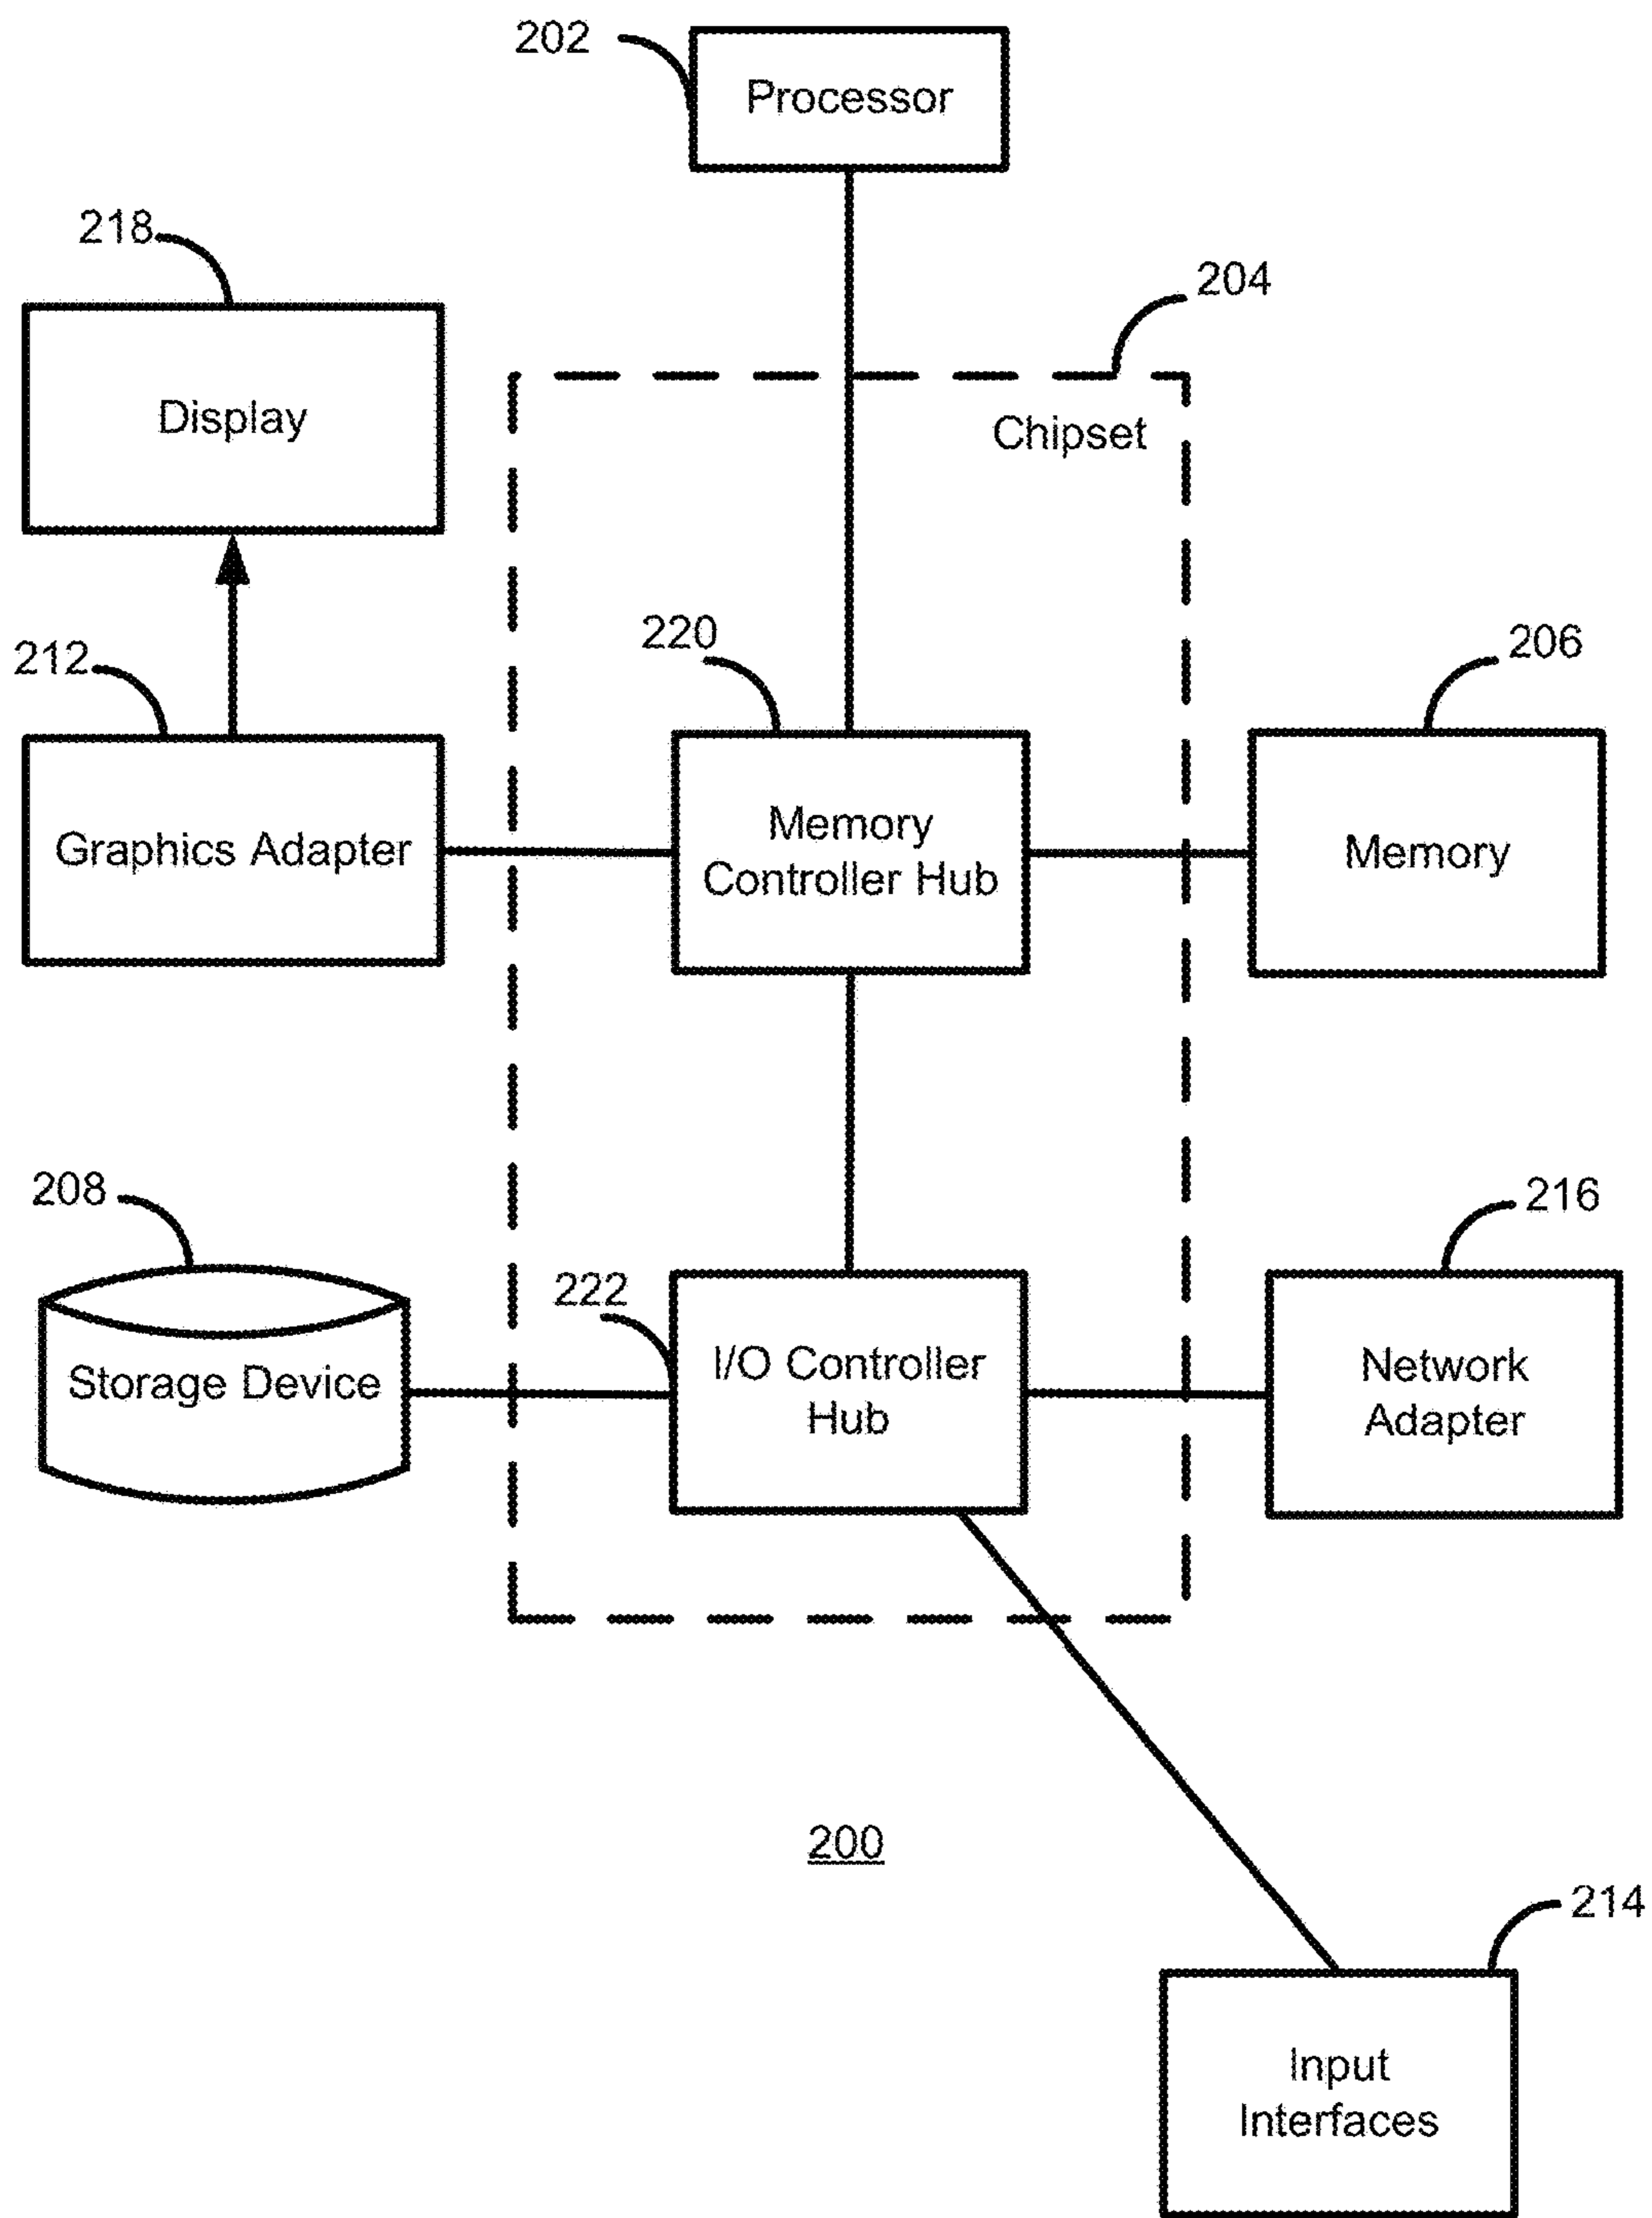 202
Processor
218
204
Display
Chipset
212
220
206
Graphics Adapter
Memory
Controller Hub
Memory
208
222
216
Storage Device
I/O Controller
Hub
Network
Adapter
200
214
Input
Interfaces